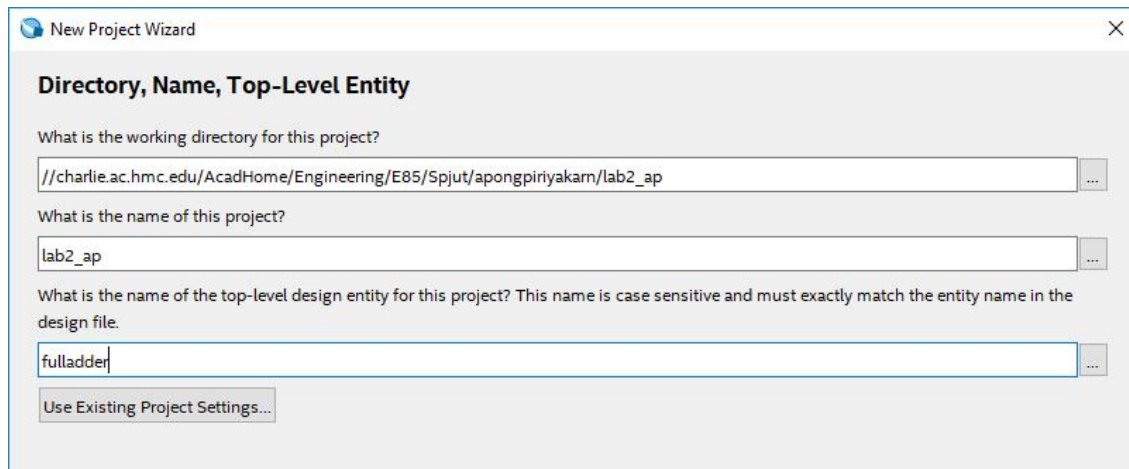 New Project Wizard
Directory, Name, Top-Level Entity
What is the working directory for this project?
//charlie.ac.hmc.edu/AcadHome/Engineering/E85/Spjut/apongpiriyakarn/lab2_ap
...
What is the name of this project?
lab2_ap
...
What is the name of the top-level design entity for this project? This name is case sensitive and must exactly match the entity name in the
design file.
fulladder
...
Use Existing Project Settings...